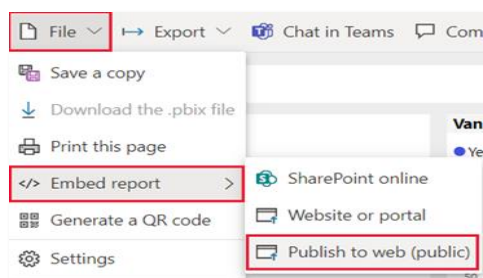 File Export Chat in Teams Com
Save a copy
Download the .pbix file
Print this page
Van
Ye
Embed report
SharePoint online
Generate a QR code
Website or portal
Settings
Publish to web (public)
50